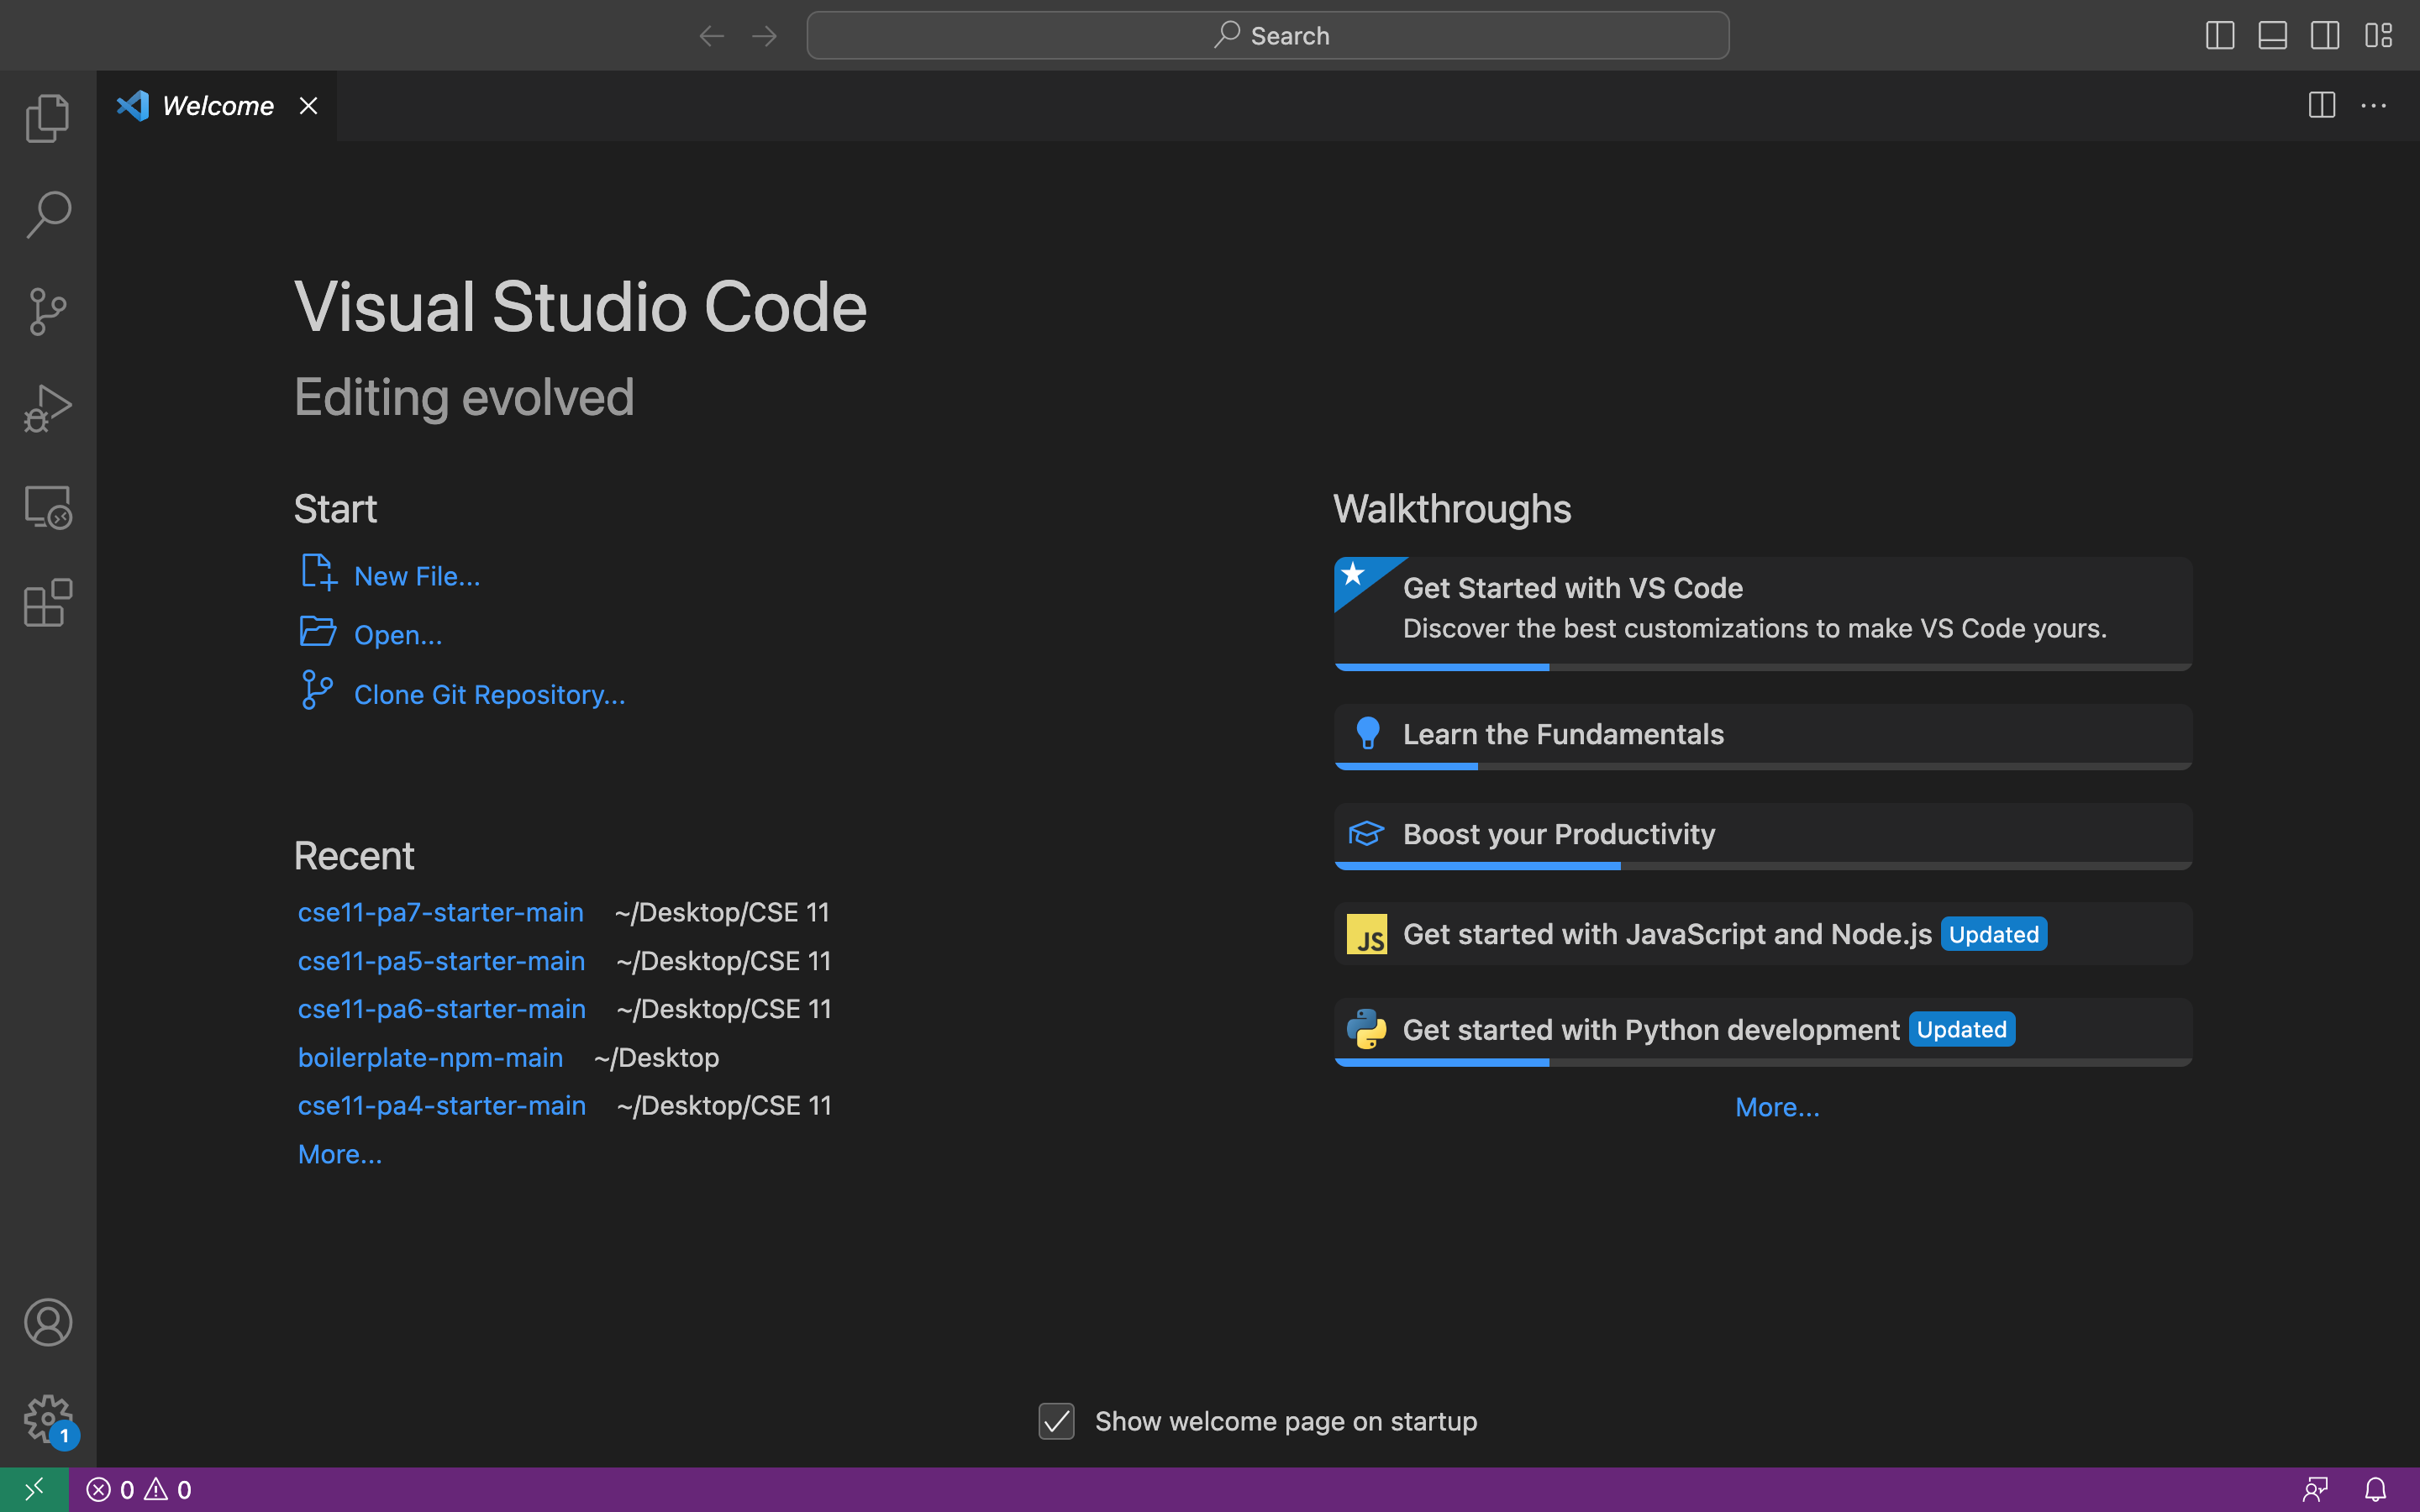 Search
Welcome
Visual Studio Code
Editing evolved
Start
New File...
Open...
Clone Git Repository...
Recent
cse11-pa7-starter-main ~/Desktop/CSE 11
cse11-pa5-starter-main ~/Desktop/CSE 11
cse11-pa6-starter-main ~/Desktop/CSE 11
boilerplate-npm-main ~/Desktop
cse11-pa4-starter-main ~/Desktop/CSE 11
More...
Walkthroughs
Get Started with VS Code
Discover the best customizations to make VS Code yours.
Learn the Fundamentals
Boost your Productivity
JS Get started with JavaScript and Node.js Updated
Get started with Python development Updated
More...
Show welcome page on startup
1
0 0